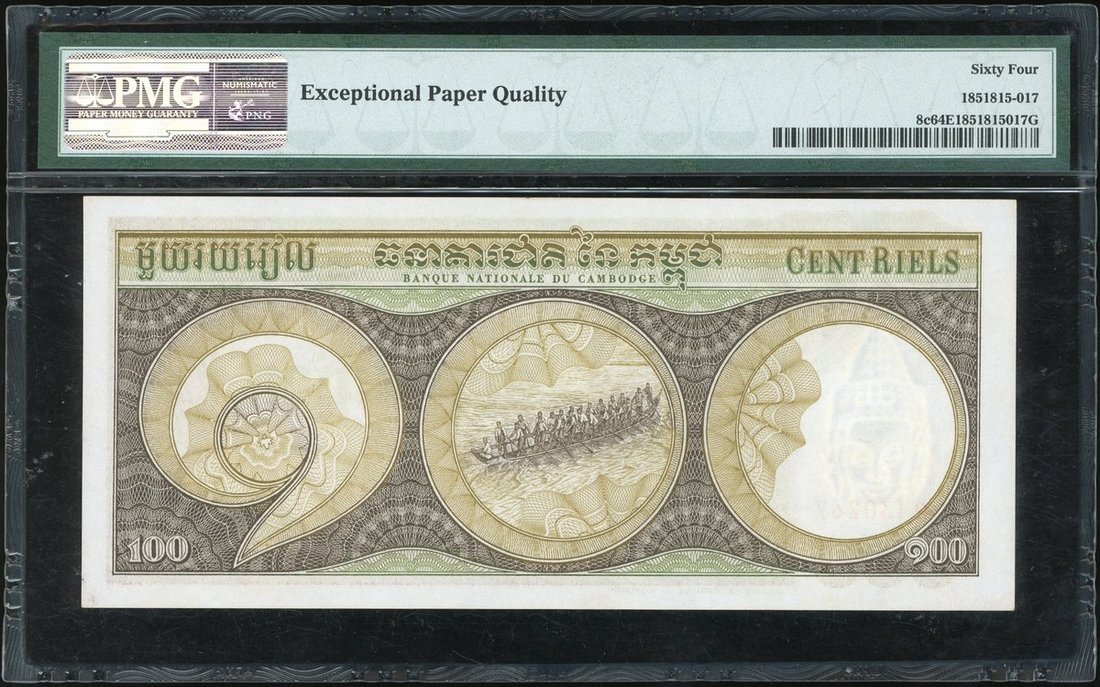 PMG
PAPER MONEY GUARANTY
NUMISMATIC
PNG
Exceptional Paper Quality
Sixty Four
1851815-017
8c64E1851815017G
មួយរយរៀល
ធនាគារជាតិ នៃ កម្ពុជា
BANQUE NATIONALE DU CAMBODGE
CENT RIELS
100
១00